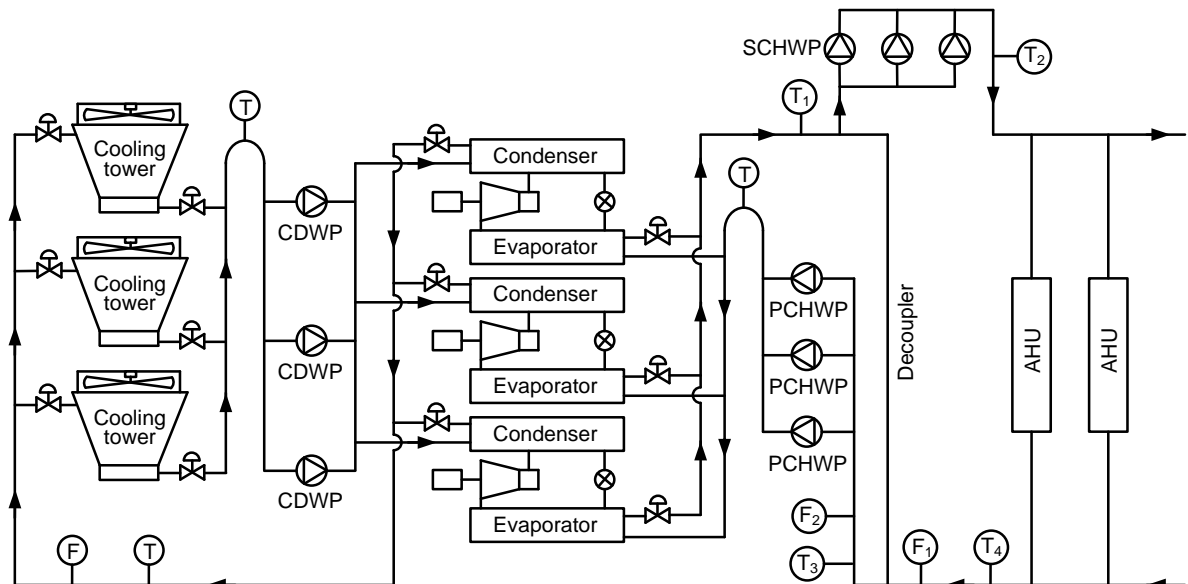 SCHWP
T₂
T₁
T
Cooling
tower
Condenser
T
CDWP
Evaporator
Cooling
tower
Condenser
PCHWP
Decoupler
AHU
AHU
CDWP
Evaporator
PCHWP
Cooling
tower
Condenser
PCHWP
CDWP
Evaporator
F₂
T₃
F
T
F₁
T₄